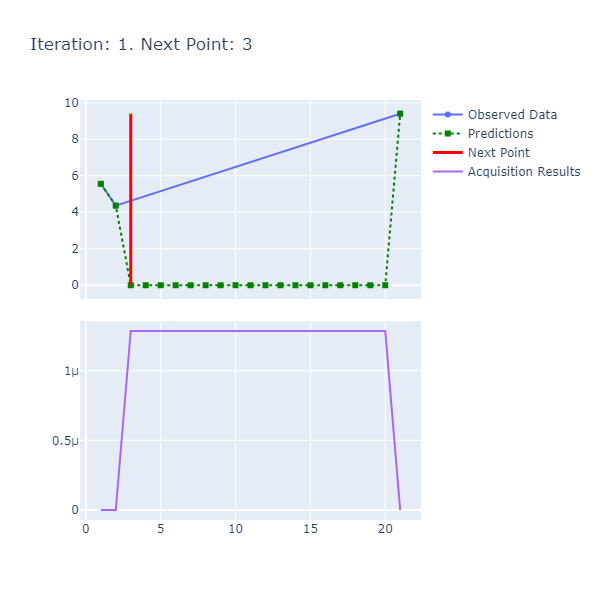 Iteration: 1. Next Point: 3
Observed Data
Predictions
Next Point
Acquisition Results
10
8
6
4
2
0
1μ
0.5μ
0
0
5
10
15
20